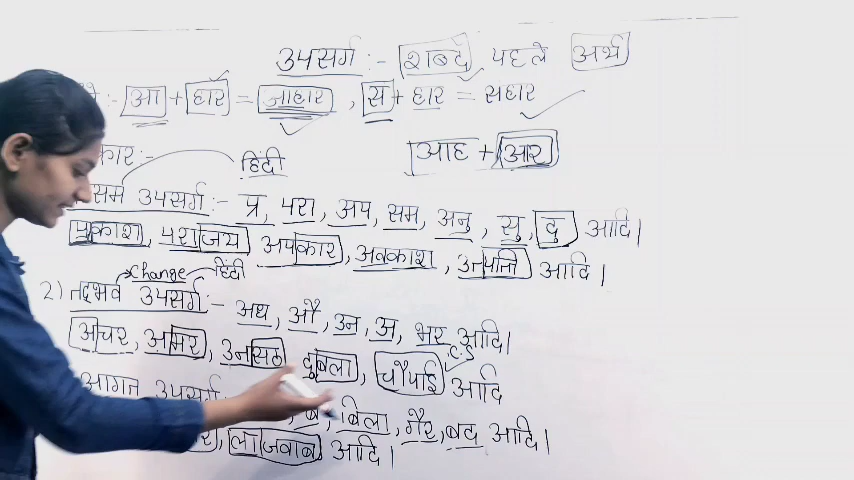 उपसर्ग :- शब्द पहले अर्थ
:- आ + हार = आहार , स + हार = सहार
आह + आर
कार :-
हिंदी
सम उपसर्ग :- प्र, परा, अप, सम, अनु, सु, दु आदि।
प्रकाश, पराजय, अपकार, अवकाश, उत्पत्ति आदि।
change हिंदी
2) तद्भव उपसर्ग :- अध, औ, उन, अ, भर आदि।
अचर, अमर, उनसठ, दुबला, चौपाई आदि
आगत उपसर्ग ब, बिला, गैर, बद आदि।
र, लाजवाब आदि।